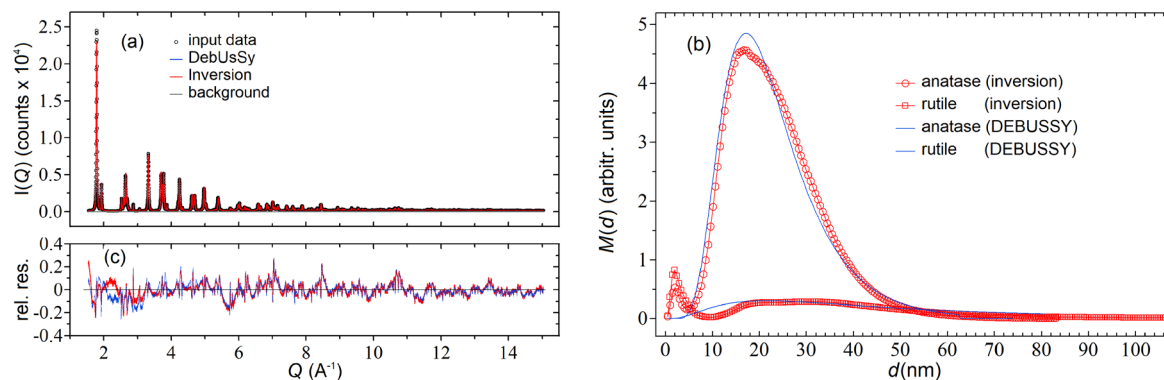 (a)
input data
DebUsSy
Inversion
background
I(Q) (counts x 10⁴)
2.5
2.0
1.5
1.0
0.5
0.0
(c)
rel. res.
0.4
0.2
0
-0.2
-0.4
2 4 6 8 10 12 14
Q (A⁻¹)
(b)
anatase (inversion)
rutile (inversion)
anatase (DEBUSSY)
rutile (DEBUSSY)
M(d) (arbitr. units)
5
4
3
2
1
0
0 10 20 30 40 50 60 70 80 90 100
d(nm)